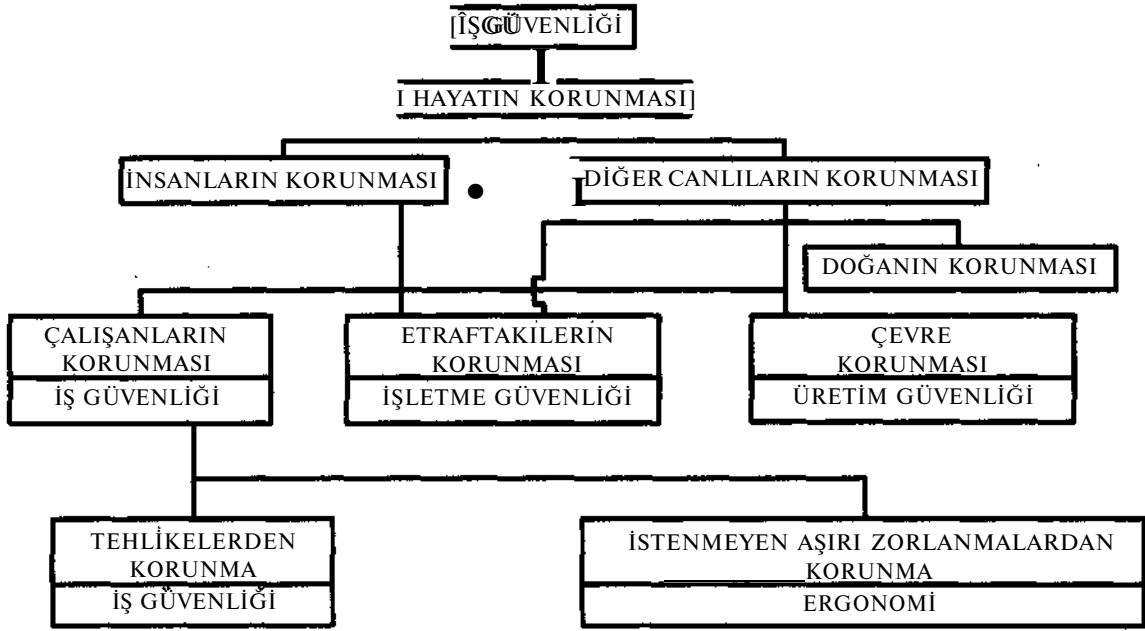 [ÎŞGÜVENLİĞİ
I HAYATIN KORUNMASI]
İNSANLARIN KORUNMASI
DİĞER CANLILARIN KORUNMASI
DOĞANIN KORUNMASI
ÇALIŞANLARIN
KORUNMASI
İŞ GÜVENLİĞİ
ETRAFTAKİLERİN
KORUNMASI
İŞLETME GÜVENLİĞİ
ÇEVRE
KORUNMASI
ÜRETİM GÜVENLİĞİ
TEHLİKELERDEN
KORUNMA
İŞ GÜVENLİĞİ
İSTENMEYEN AŞIRI ZORLANMALARDAN
KORUNMA
ERGONOMİ